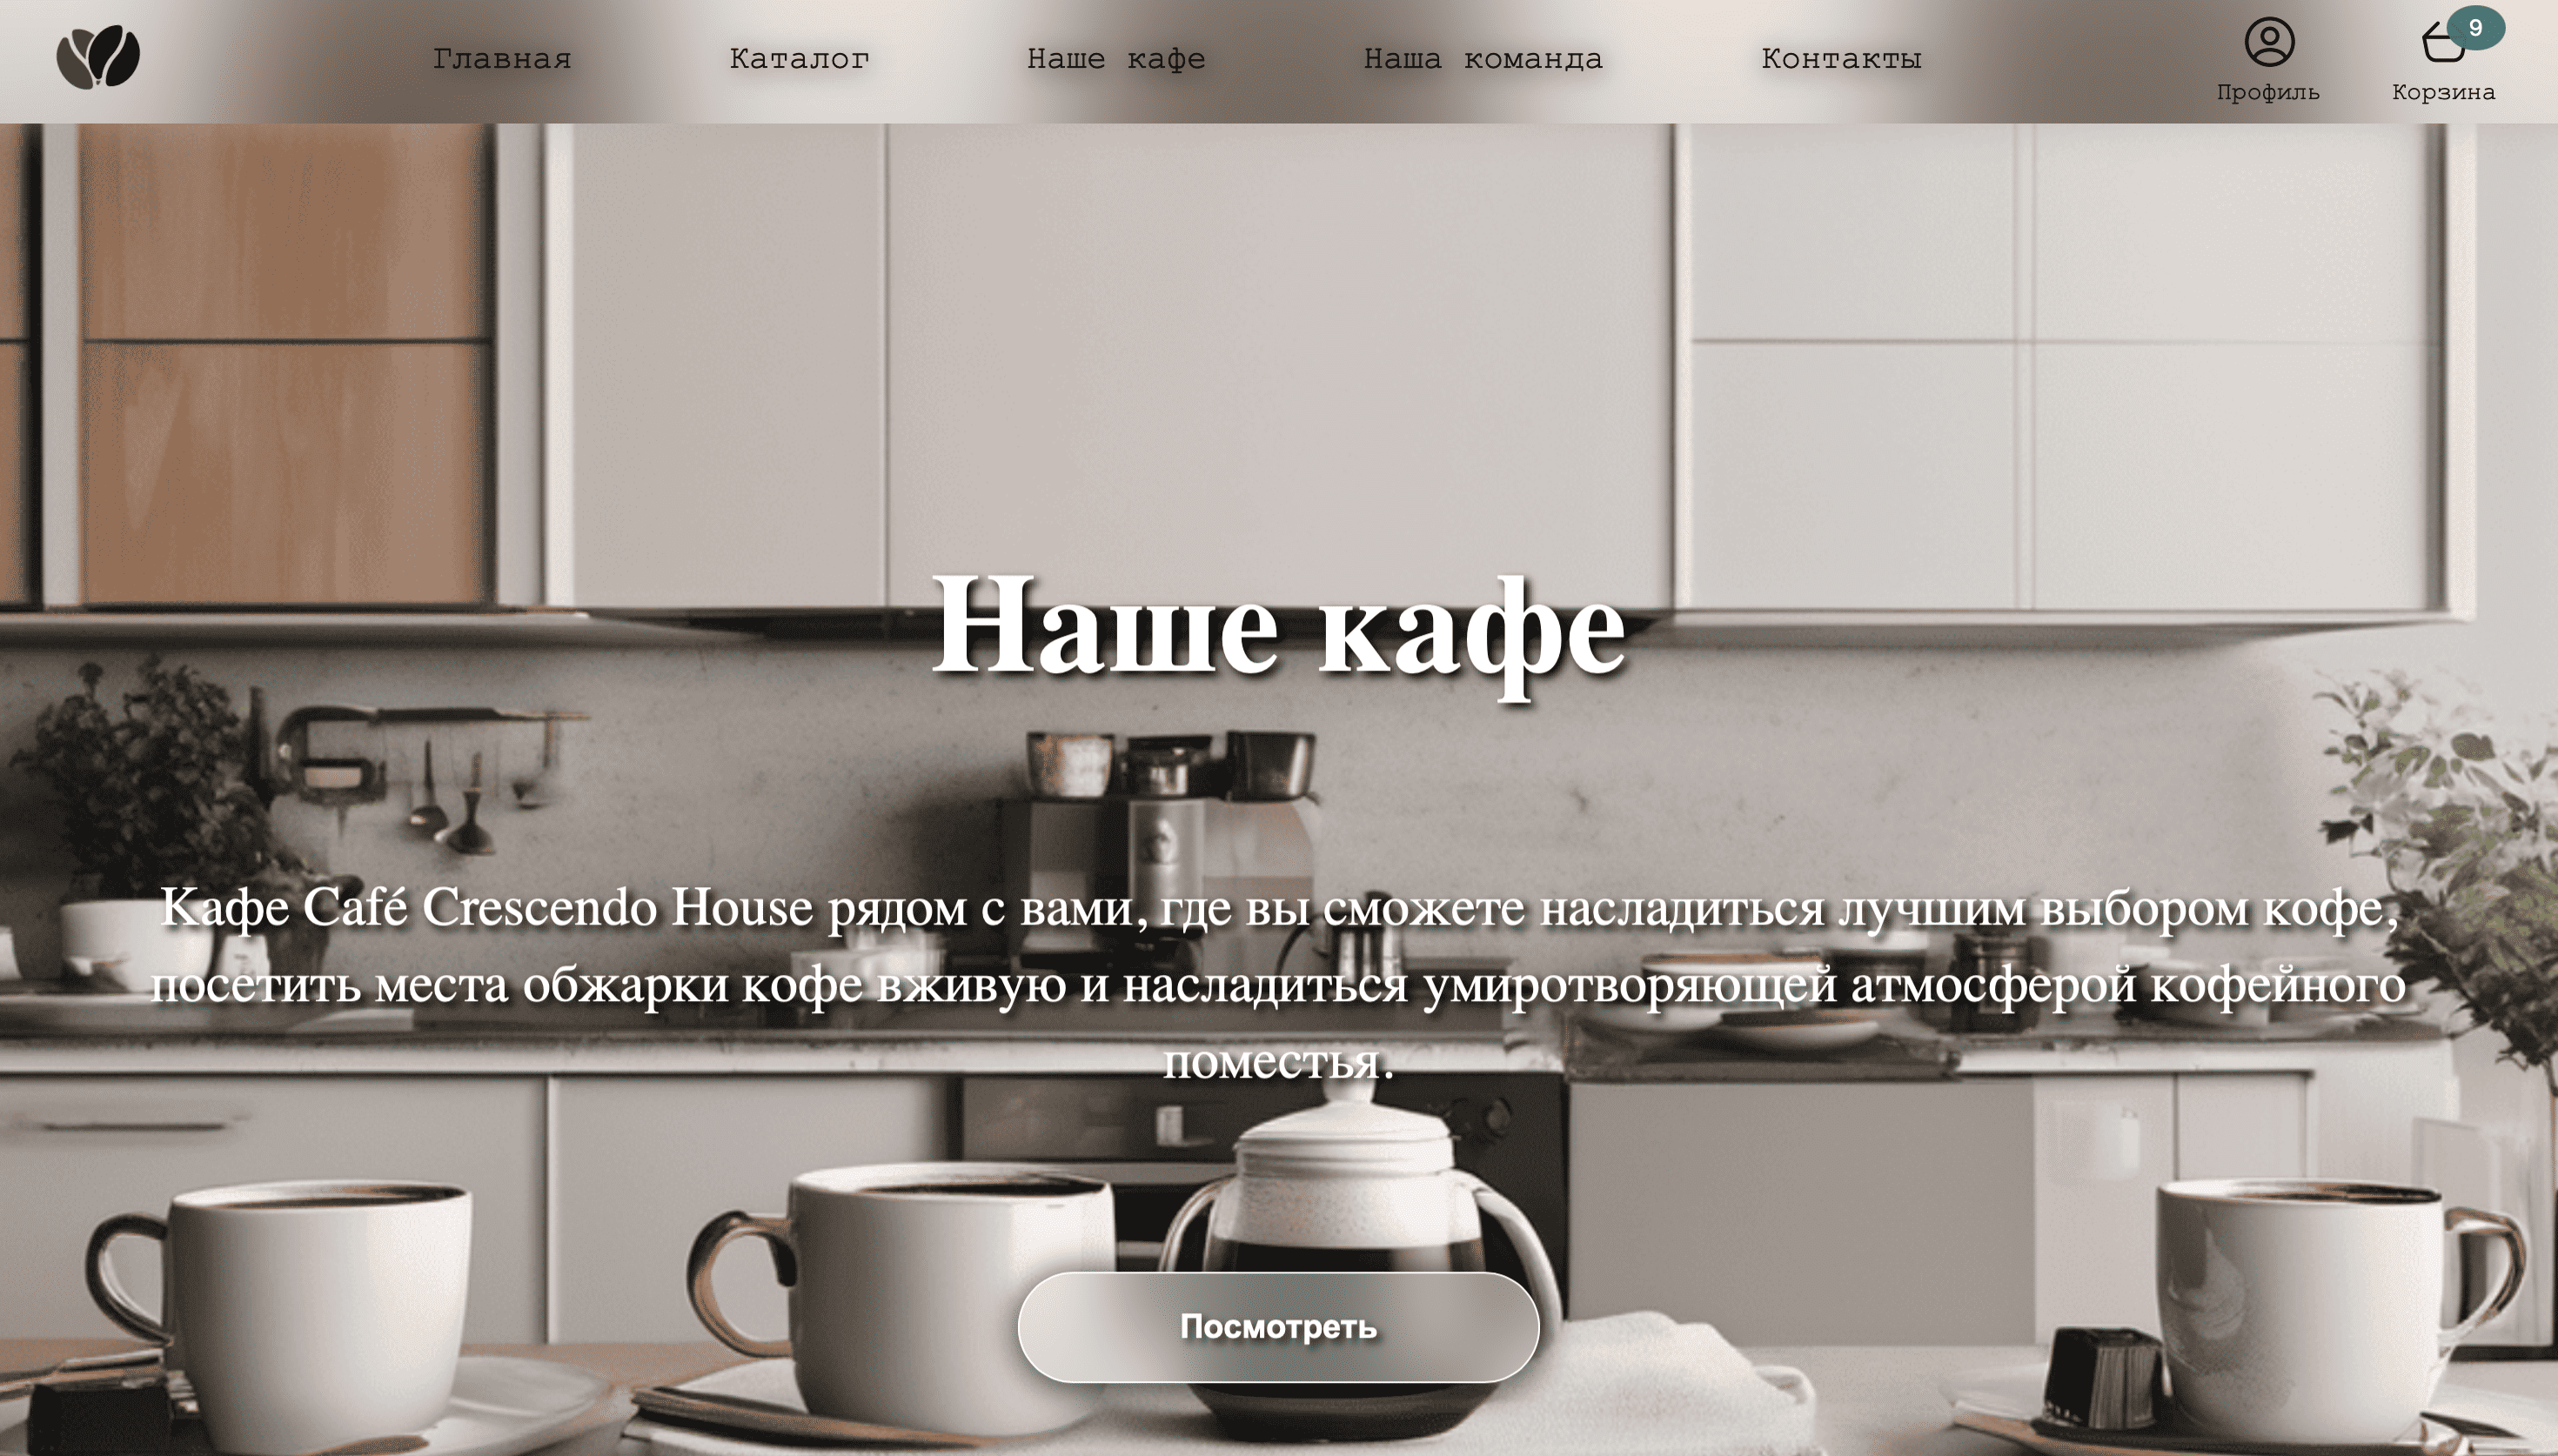 Главная
Каталог
Наше кафе
Наша команда
Контакты
Профиль
9
Корзина
Наше кафе
Кафе Café Crescendo House рядом с вами, где вы сможете насладиться лучшим выбором кофе,
посетить места обжарки кофе вживую и насладиться умиротворяющей атмосферой кофейного
поместья.
Посмотреть